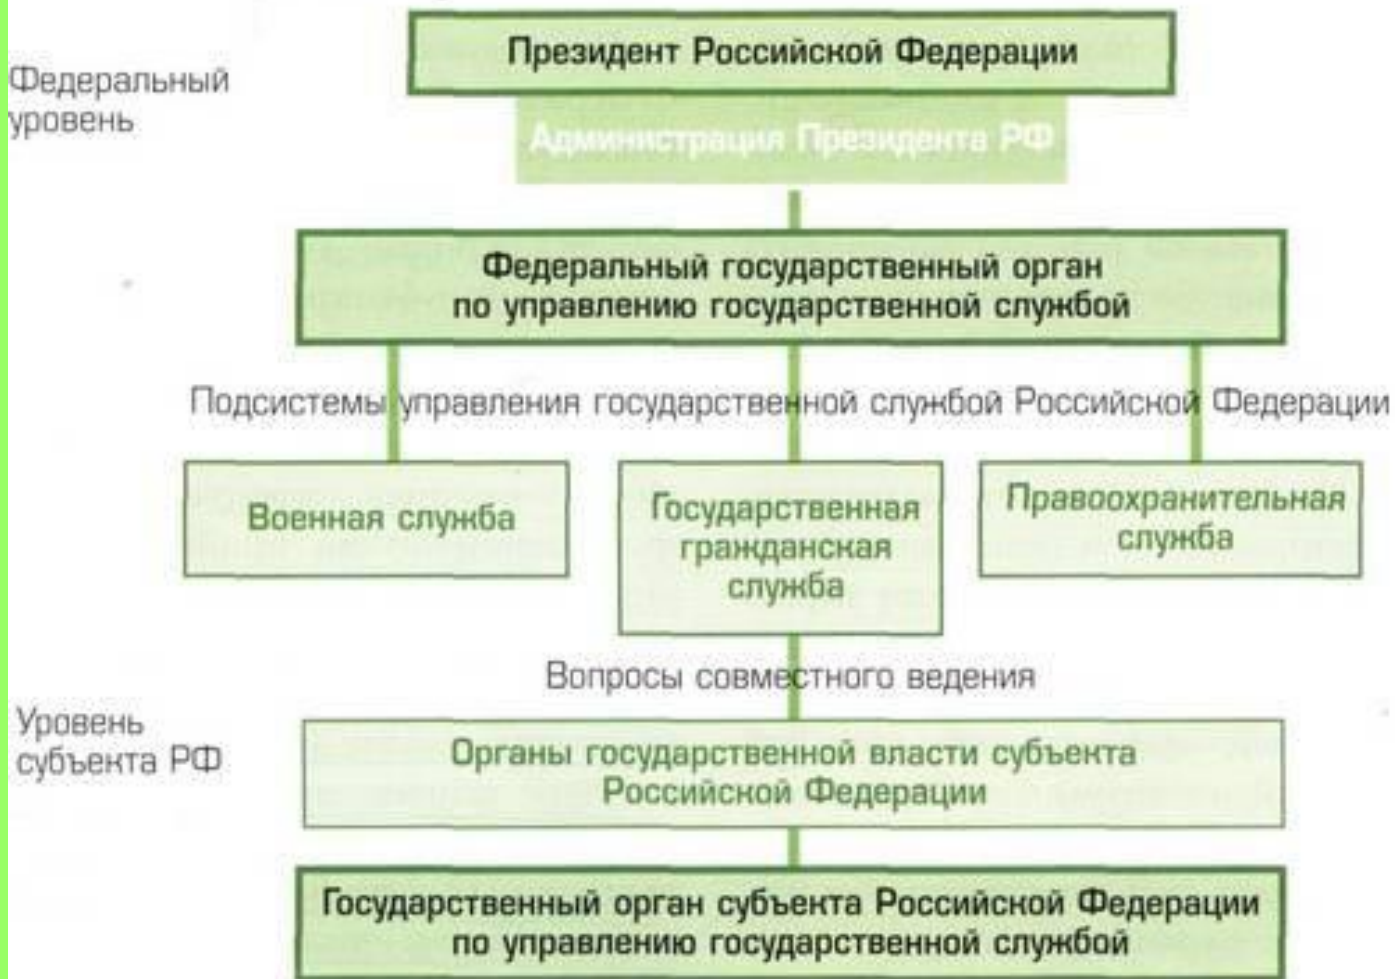 Президент Российской Федерации
Федеральный
уровень
Администрация Президента РФ
Федеральный государственный орган
по управлению государственной службой
Подсистемы управления государственной службой Российской Федерации
Военная служба
Государственная
гражданская
служба
Правоохранительная
служба
Вопросы совместного ведения
Уровень
субъекта РФ
Органы государственной власти субъекта
Российской Федерации
Государственный орган субъекта Российской Федерации
по управлению государственной службой